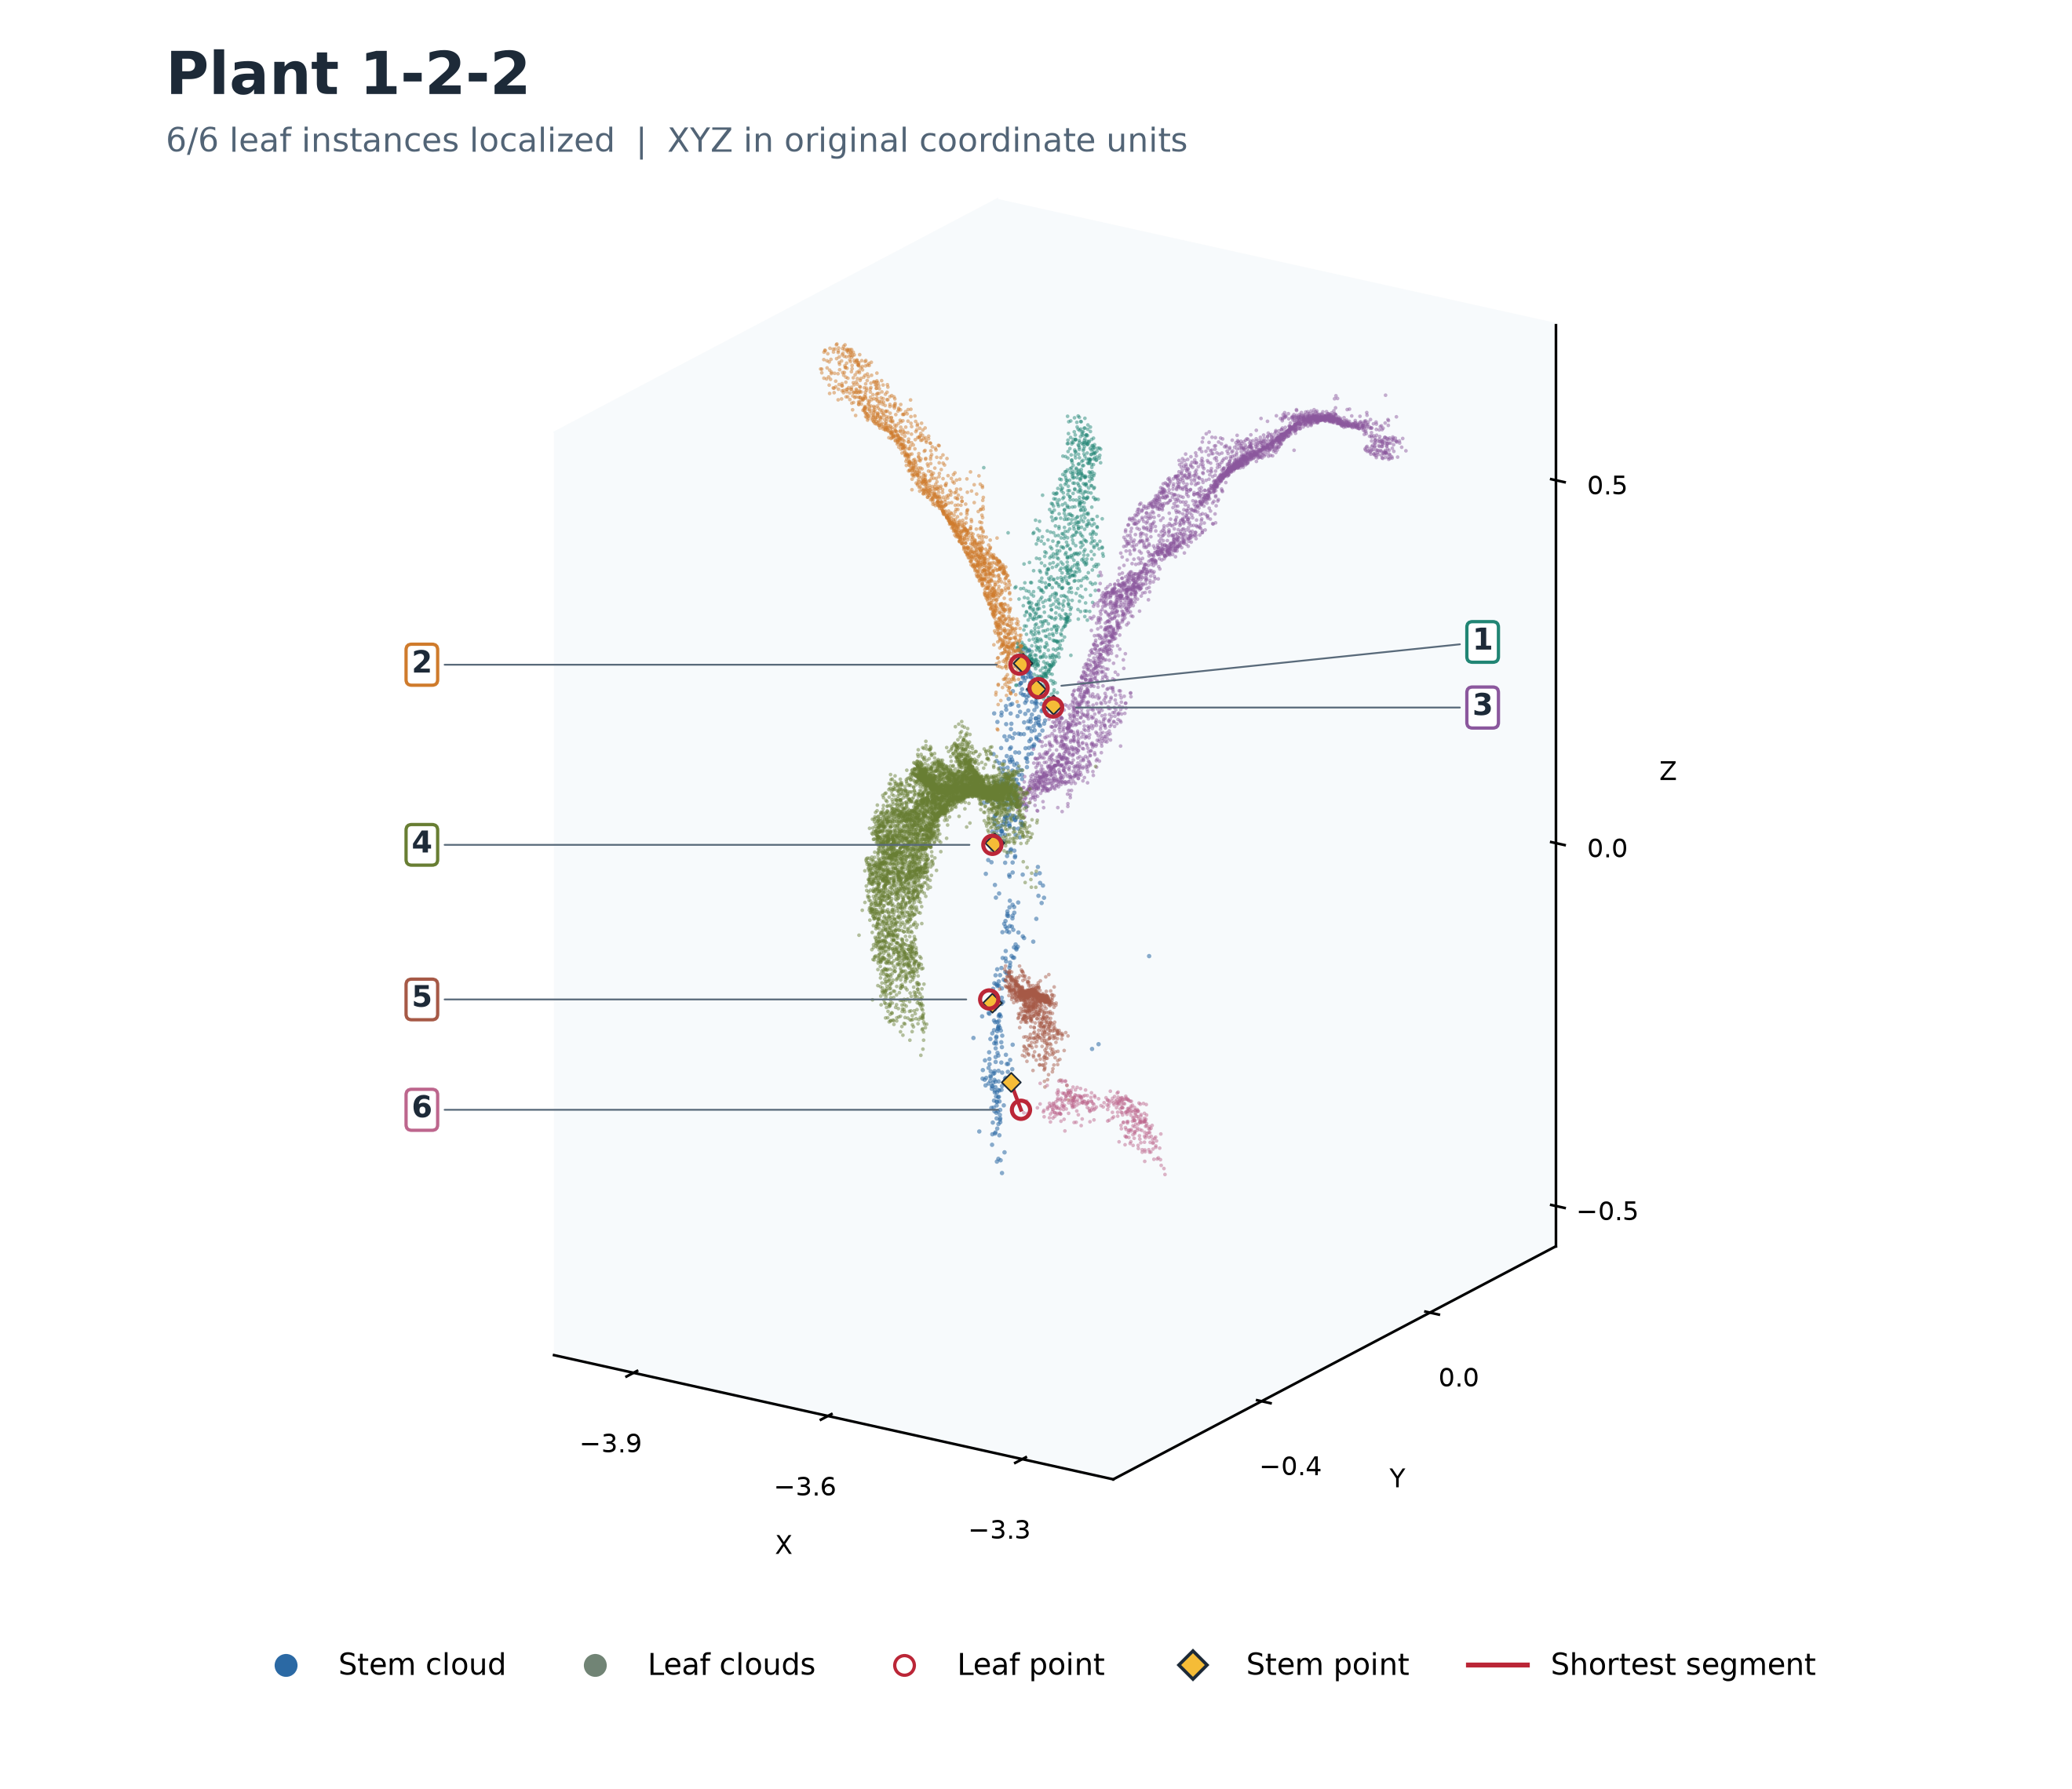 Plant 1-2-2
6/6 leaf instances localized | XYZ in original coordinate units
0.5
2
1
3
Z
4
0.0
5
6
−0.5
0.0
−3.9
−0.4
Y
−3.6
−3.3
X
Stem cloud
Leaf clouds
Leaf point
Stem point
Shortest segment